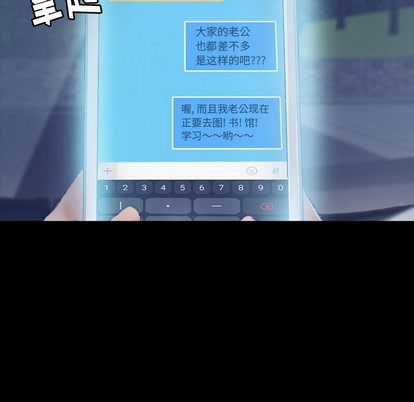 拿起
大家的老公
也都差不多
是这样的吧???
喔, 而且我老公现在
正要去图! 书! 馆!
学习～～哟～～
+ #
1 2 3 4 5 6 7 8 9 0